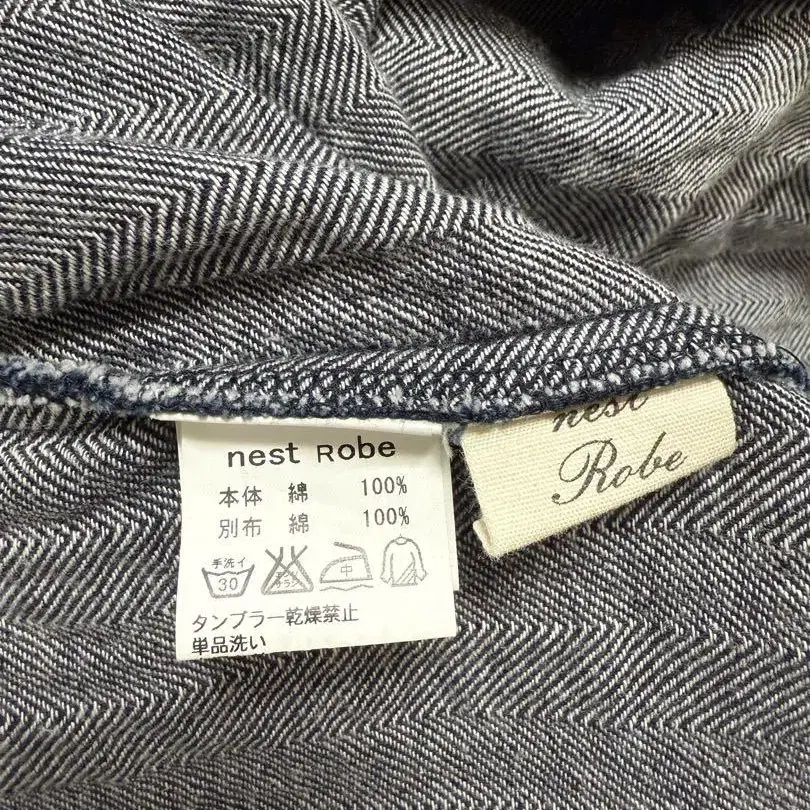 nest Robe
本体 綿 100%
別布 綿 100%
手洗イ
30
中
タンブラー乾燥禁止
単品洗い
nest
Robe